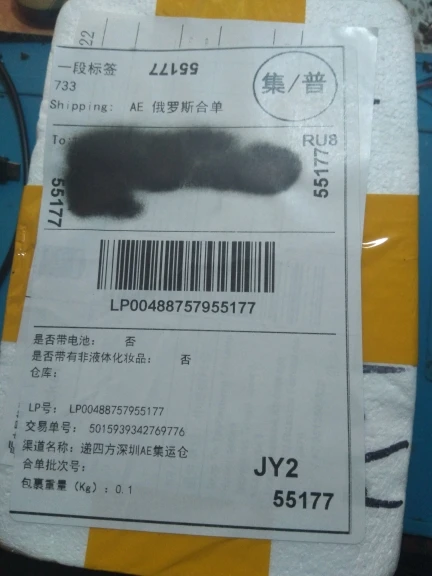 22
一段标签
55177
集/普
733
Shipping: AE 俄罗斯合单
To:
RU8
55177
55177
LP00488757955177
是否带电池: 否
是否带有非液体化妆品: 否
仓库:
LP号: LP00488757955177
交易单号: 5015939342769776
渠道名称: 递四方深圳AE集运仓
合单批次号:
包裹重量 (Kg) : 0.1
JY2
55177